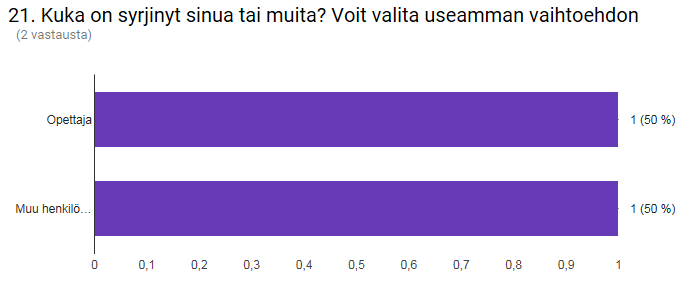 21. Kuka on syrjinyt sinua tai muita? Voit valita useamman vaihtoehdon
(2 vastausta)
Opettaja
1 (50 %)
Muu henkilö…
1 (50 %)
0
0,1
0,2
0,3
0,4
0,5
0,6
0,7
0,8
0,9
1